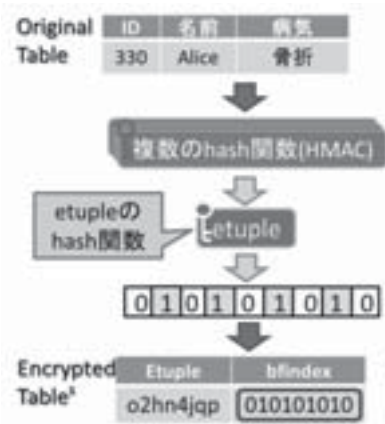 Original Table
ID 名前 病気
330 Alice 骨折
複数のhash関数(HMAC)
etupleの
hash関数
etuple
0 1 0 1 0 1 0 1 0
Encrypted Table^s
Etuple bfindex
o2hn4jqp 010101010